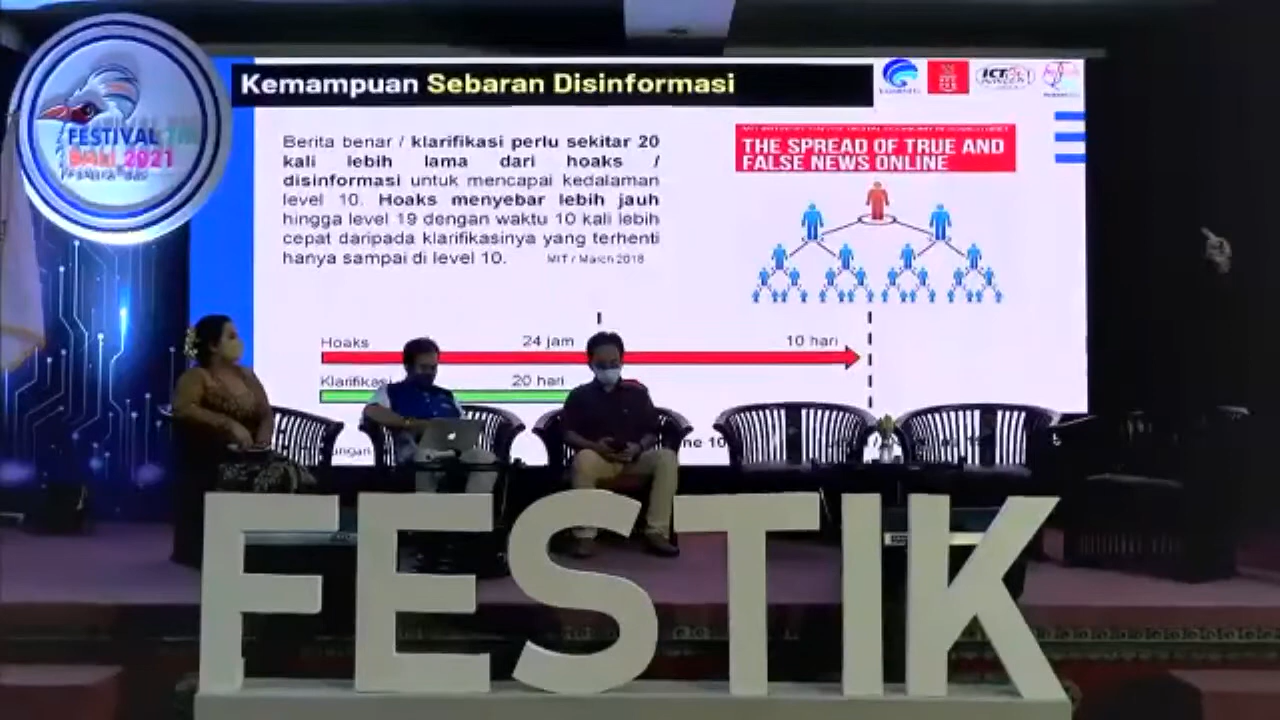 Kemampuan Sebaran Disinformasi
FESTIVAL TIK
BALI 2021
Berita benar / klarifikasi perlu sekitar 20
kali lebih lama dari hoaks /
disinformasi untuk mencapai kedalaman
level 10. Hoaks menyebar lebih jauh
hingga level 19 dengan waktu 10 kali lebih
cepat daripada klarifikasinya yang terhenti
hanya sampai di level 10. MIT / March 2018
THE SPREAD OF TRUE AND
FALSE NEWS ONLINE
Hoaks 24 jam 10 hari
Klarifikasi 20 hari
FESTIK